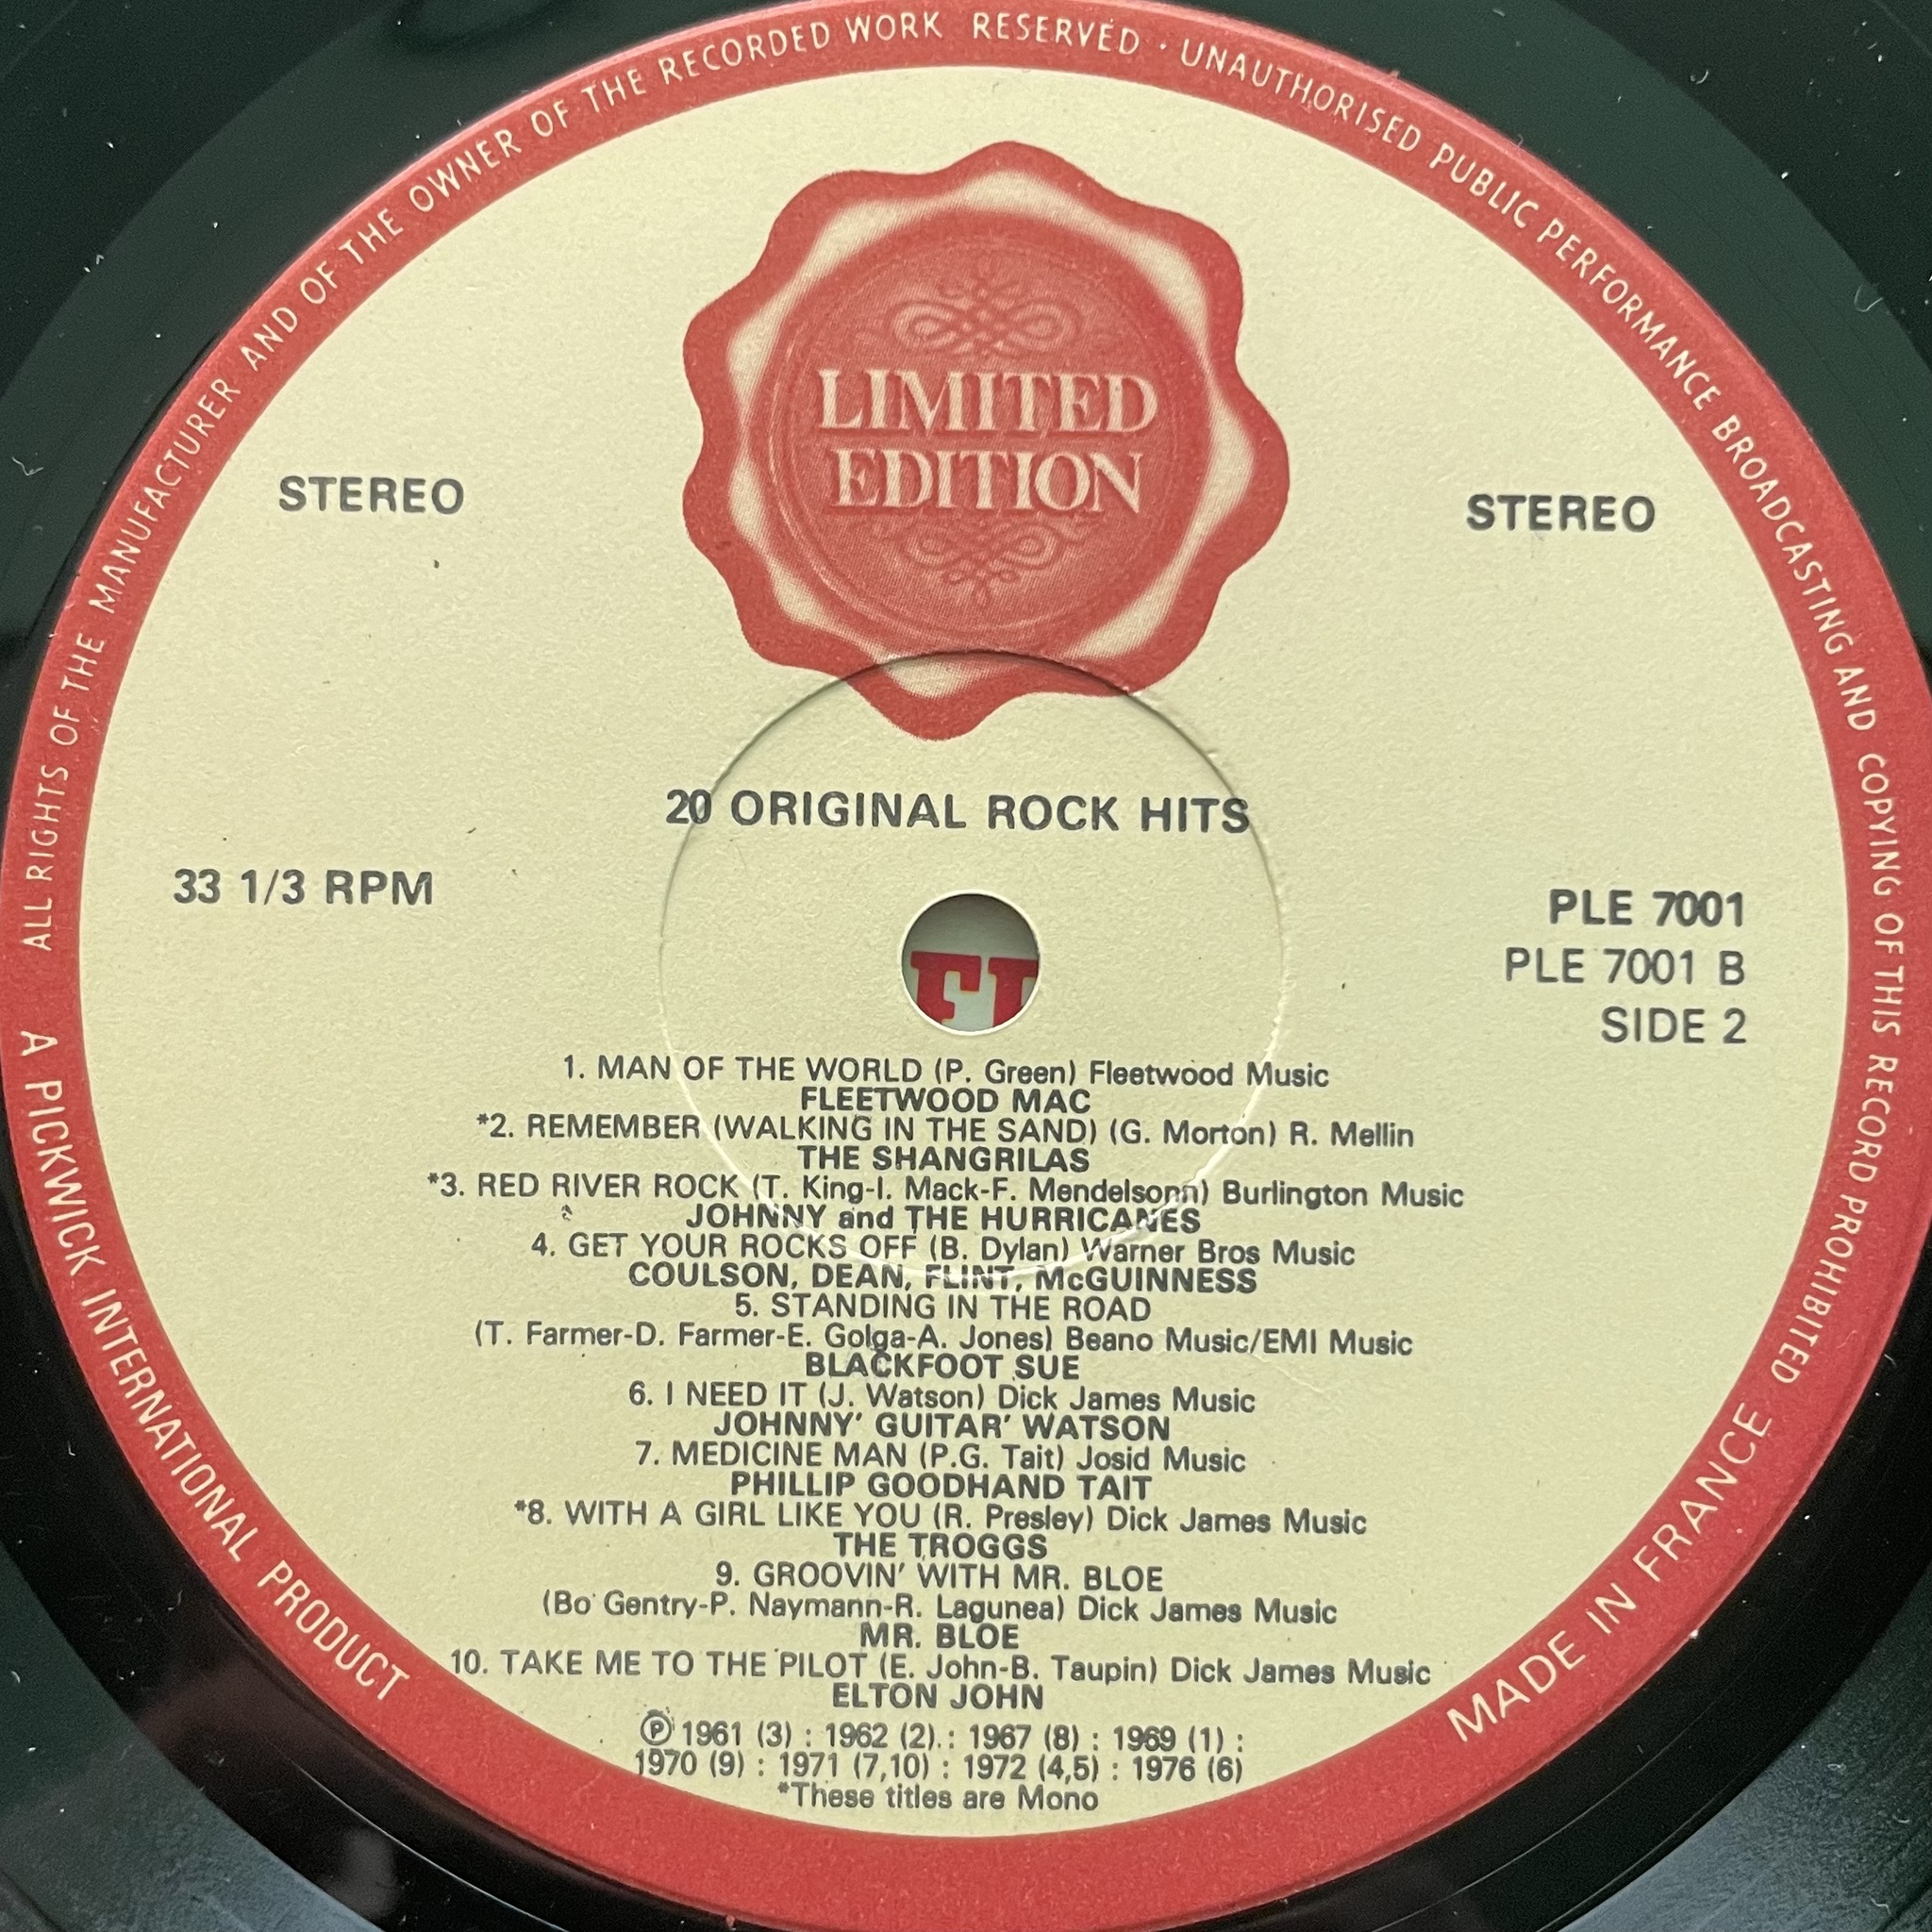 ALL RIGHTS OF THE MANUFACTURER AND OF THE OWNER OF THE RECORDED WORK RESERVED · UNAUTHORISED PUBLIC PERFORMANCE BROADCASTING AND COPYING OF THIS RECORD PROHIBITED
LIMITED
EDITION
STEREO
STEREO
20 ORIGINAL ROCK HITS
33 1/3 RPM
PLE 7001
PLE 7001 B
SIDE 2
1. MAN OF THE WORLD (P. Green) Fleetwood Music
FLEETWOOD MAC
*2. REMEMBER (WALKING IN THE SAND) (G. Morton) R. Mellin
THE SHANGRILAS
*3. RED RIVER ROCK (T. King-I. Mack-F. Mendelsonn) Burlington Music
JOHNNY and THE HURRICANES
4. GET YOUR ROCKS OFF (B. Dylan) Warner Bros Music
COULSON, DEAN, FLINT, McGUINNESS
5. STANDING IN THE ROAD
(T. Farmer-D. Farmer-E. Golga-A. Jones) Beano Music/EMI Music
BLACKFOOT SUE
6. I NEED IT (J. Watson) Dick James Music
JOHNNY' GUITAR' WATSON
7. MEDICINE MAN (P.G. Tait) Josid Music
PHILLIP GOODHAND TAIT
*8. WITH A GIRL LIKE YOU (R. Presley) Dick James Music
THE TROGGS
9. GROOVIN' WITH MR. BLOE
(Bo Gentry-P. Naymann-R. Lagunea) Dick James Music
MR. BLOE
10. TAKE ME TO THE PILOT (E. John-B. Taupin) Dick James Music
ELTON JOHN
Ⓟ 1961 (3) : 1962 (2) : 1967 (8) : 1969 (1) :
1970 (9) : 1971 (7,10) : 1972 (4,5) : 1976 (6)
*These titles are Mono
A PICKWICK INTERNATIONAL PRODUCT
MADE IN FRANCE